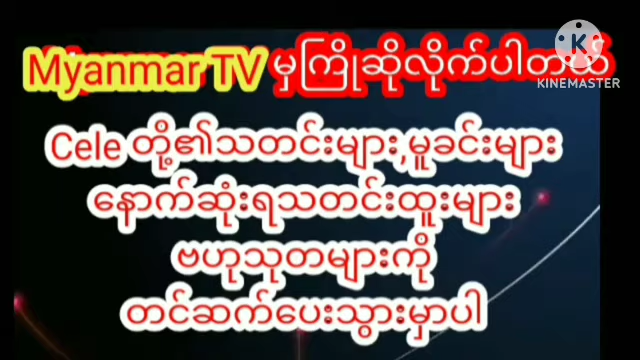 Myanmar TV မှကြိုဆိုလိုက်ပါတယ်
KINEMASTER
Cele တို့၏သတင်းများ,မူခင်းများ
နောက်ဆုံးရသတင်းထူးများ
ဗဟုသုတများကို
တင်ဆက်ပေးသွားမှာပါ